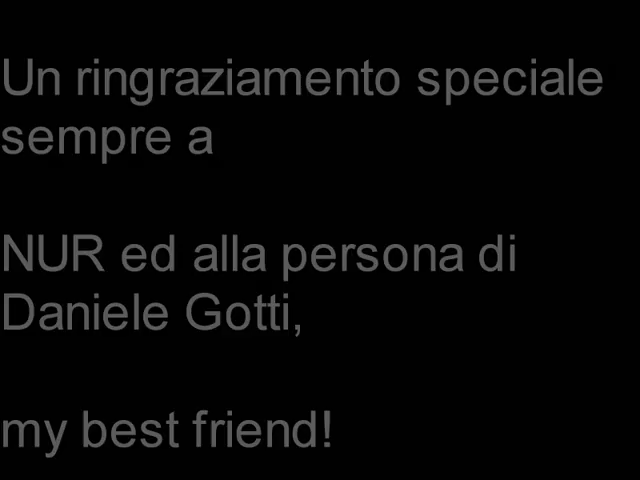 Un ringraziamento speciale
sempre a
NUR ed alla persona di
Daniele Gotti,
my best friend!